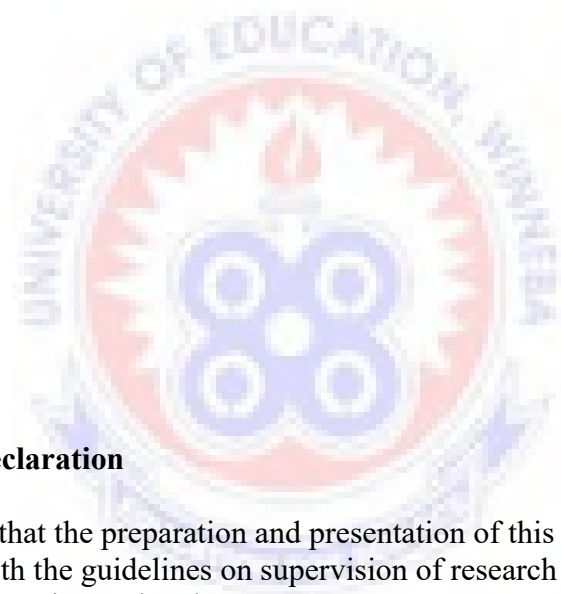 UNIVERSITY OF EDUCATION, WINNEBA
eclaration
that the preparation and presentation of this
th the guidelines on supervision of research